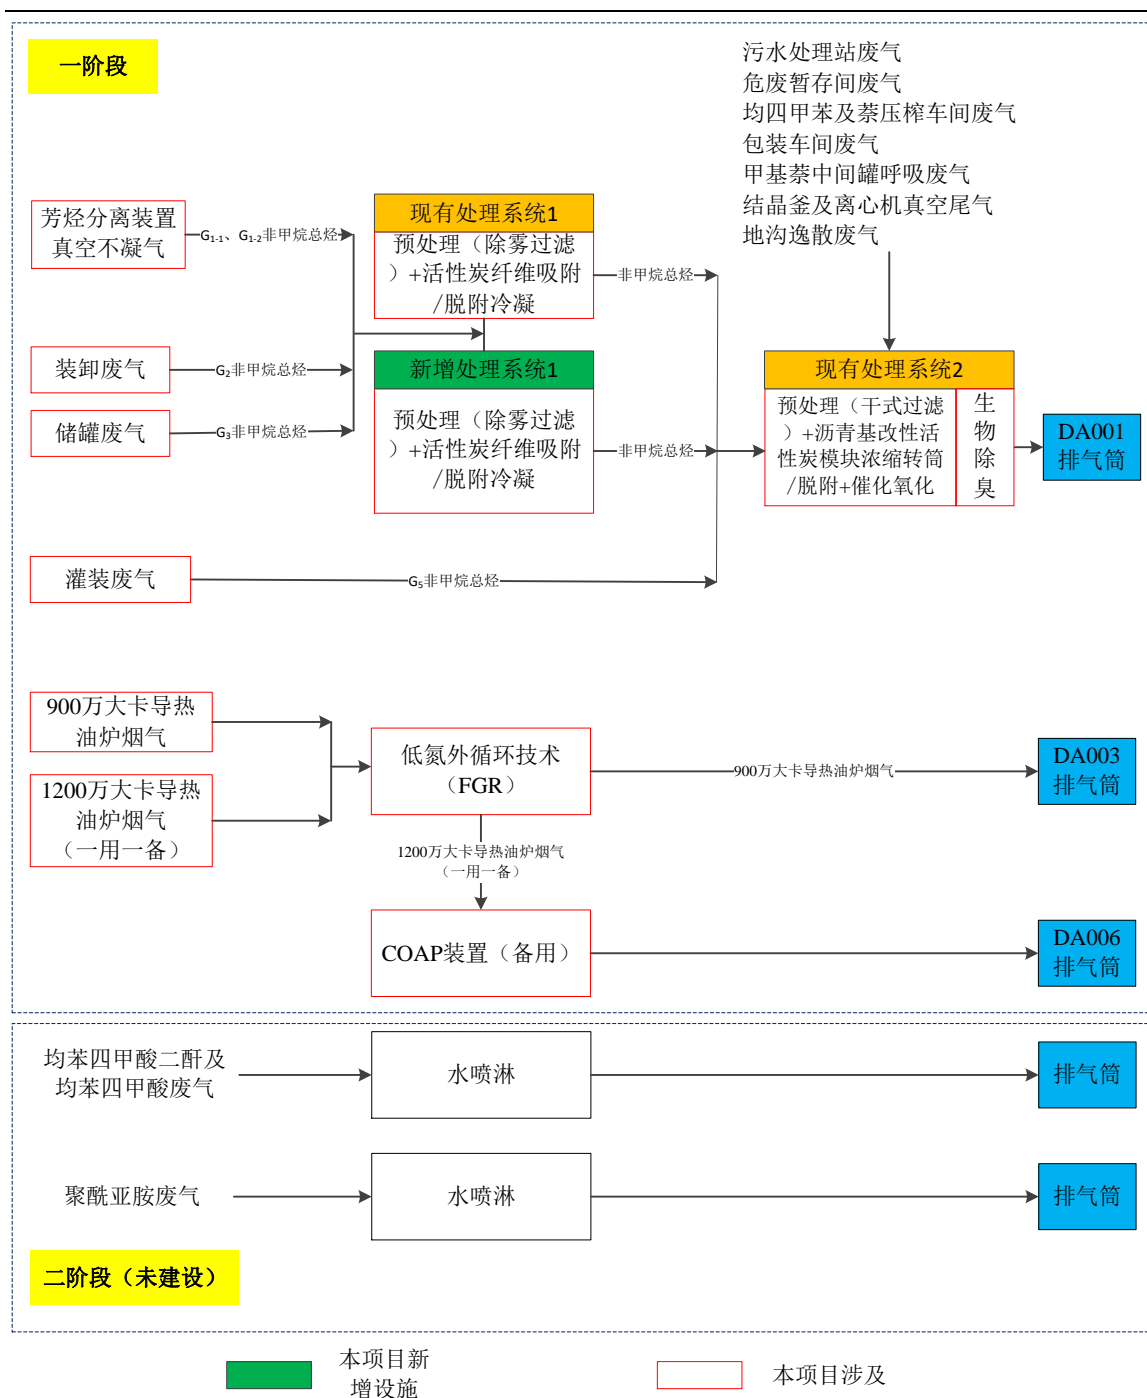 一阶段
污水处理站废气
危废暂存间废气
均四甲苯及萘压榨车间废气
包装车间废气
甲基萘中间罐呼吸废气
结晶釜及离心机真空尾气
地沟逸散废气
芳烃分离装置
真空不凝气
G1-1、G1-2非甲烷总烃
现有处理系统1
预处理（除雾过滤
）+活性炭纤维吸附
/脱附冷凝
非甲烷总烃
装卸废气
G2非甲烷总烃
储罐废气
G3非甲烷总烃
新增处理系统1
预处理（除雾过滤
）+活性炭纤维吸附
/脱附冷凝
非甲烷总烃
现有处理系统2
预处理（干式过滤
）+沥青基改性活
性炭模块浓缩转筒
/脱附+催化氧化
生
物
除
臭
DA001
排气筒
灌装废气
G5非甲烷总烃
900万大卡导热
油炉烟气
1200万大卡导热
油炉烟气
（一用一备）
低氮外循环技术
（FGR）
900万大卡导热油炉烟气
DA003
排气筒
1200万大卡导热油炉烟气
（一用一备）
COAP装置（备用）
DA006
排气筒
均苯四甲酸二酐及
均苯四甲酸废气
水喷淋
排气筒
聚酰亚胺废气
水喷淋
排气筒
二阶段（未建设）
本项目新
增设施
本项目涉及